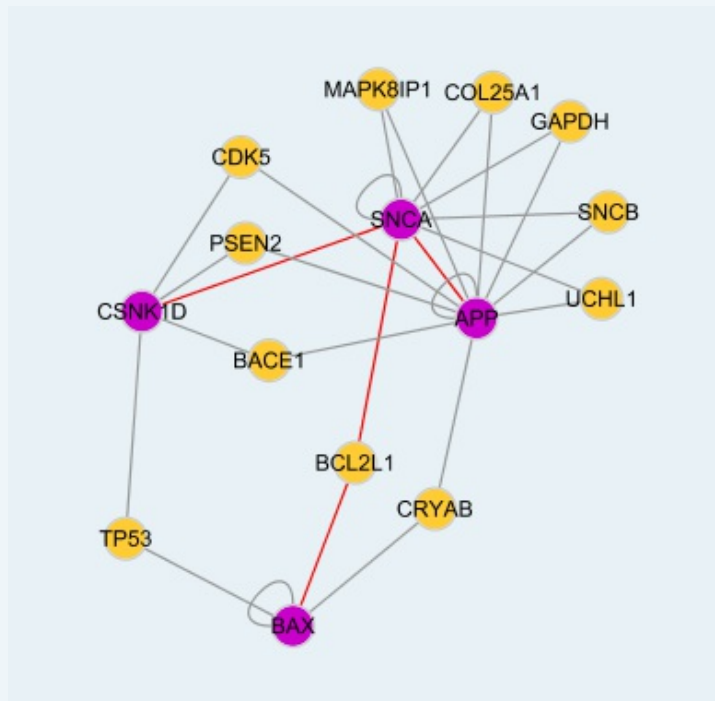 MAPK8IP1
COL25A1
GAPDH
CDK5
SNCA
SNCB
PSEN2
UCHL1
CSNK1D
APP
BACE1
BCL2L1
CRYAB
TP53
BAX